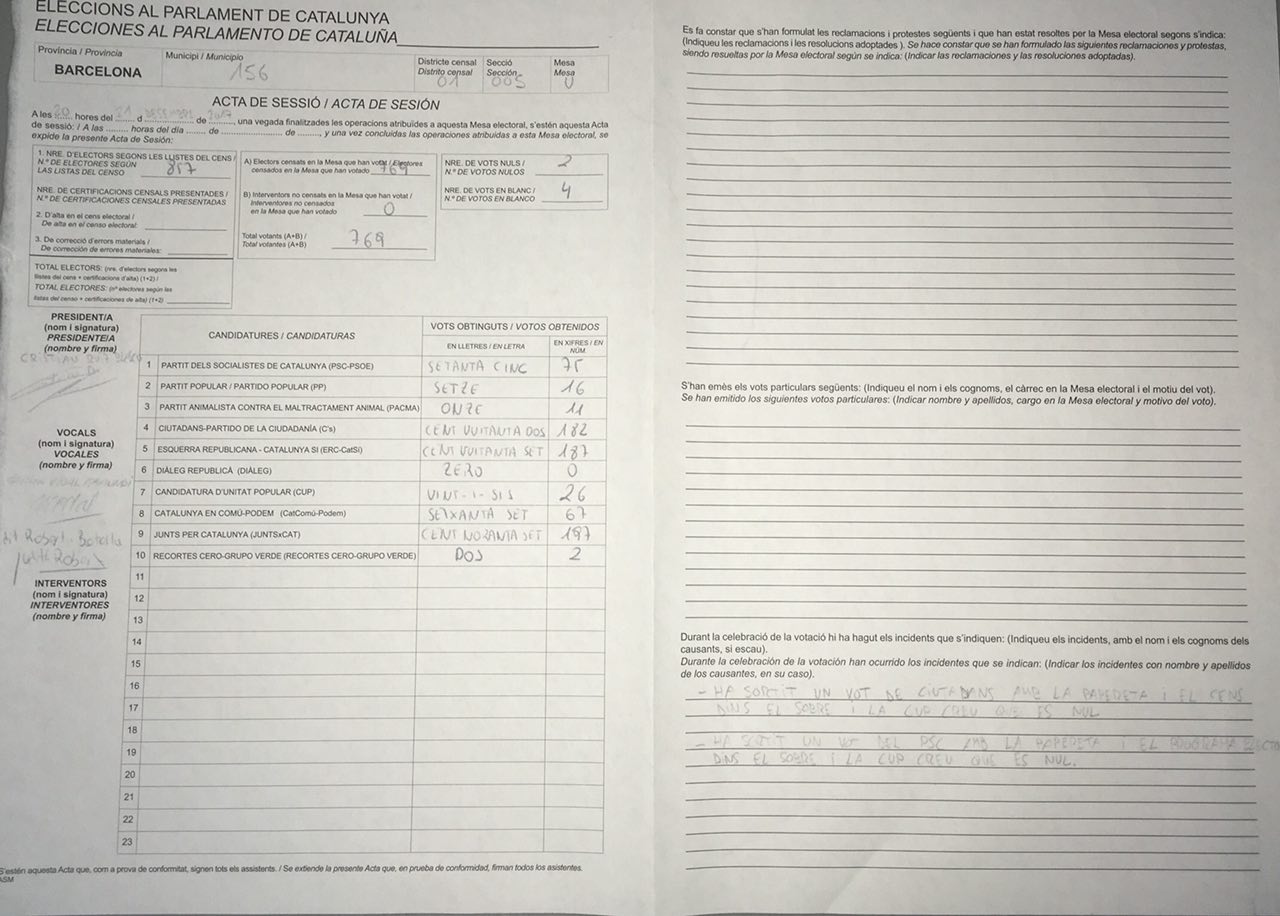 ELECCIONS AL PARLAMENT DE CATALUNYA
ELECCIONES AL PARLAMENTO DE CATALUÑA
Província / Provincia
BARCELONA
Municipi / Municipio
156
Districte censal
Distrito censal
01
Secció
Sección
005
Mesa
Mesa
U
ACTA DE SESSIÓ / ACTA DE SESIÓN
A les 20 hores del 21 d desembre de 2017, una vegada finalitzades les operacions atribuïdes a aquesta Mesa electoral, s'estén aquesta Acta
de sessió: / A las ......... horas del día ....... de ............................ de ........, y una vez concluidas las operaciones atribuidas a esta Mesa electoral, se
expide la presente Acta de Sesión:
1. NRE. D'ELECTORS SEGONS LES LLISTES DEL CENS /
N.º DE ELECTORES SEGÚN
LAS LISTAS DEL CENSO 857
NRE. DE CERTIFICACIONS CENSALS PRESENTADES /
N.º DE CERTIFICACIONES CENSALES PRESENTADAS
2. D'alta en el cens electoral /
De alta en el censo electoral:
3. De correcció d'errors materials /
De corrección de errores materiales:
TOTAL ELECTORS: (nre. d'electors segons les
llistes del cens + certificacions d'alta) (1+2) /
TOTAL ELECTORES: (nº electores según las
listas del censo + certificaciones de alta) (1+2)
A) Electors censats en la Mesa que han votat / Electores
censados en la Mesa que han votado 769
B) Interventors no censats en la Mesa que han votat /
Interventores no censados
en la Mesa que han votado 0
Total votants (A+B) /
Total votantes (A+B) 769
NRE. DE VOTS NULS /
N.º DE VOTOS NULOS 2
NRE. DE VOTS EN BLANC /
N.º DE VOTOS EN BLANCO 4
PRESIDENT/A
(nom i signatura)
PRESIDENTE/A
(nombre y firma)
VOCALS
(nom i signatura)
VOCALES
(nombre y firma)
INTERVENTORS
(nom i signatura)
INTERVENTORES
(nombre y firma)
CANDIDATURES / CANDIDATURAS
VOTS OBTINGUTS / VOTOS OBTENIDOS
EN LLETRES / EN LETRA
EN XIFRES / EN NÚM.
1 PARTIT DELS SOCIALISTES DE CATALUNYA (PSC-PSOE) SETANTA CINC 75
2 PARTIT POPULAR / PARTIDO POPULAR (PP) SETZE 16
3 PARTIT ANIMALISTA CONTRA EL MALTRACTAMENT ANIMAL (PACMA) ONZE 11
4 CIUTADANS-PARTIDO DE LA CIUDADANÍA (C's) CENT VUITANTA DOS 182
5 ESQUERRA REPUBLICANA - CATALUNYA SI (ERC-CatSí) CENT VUITANTA SET 187
6 DIÀLEG REPUBLICÀ (DIÀLEG) ZERO 0
7 CANDIDATURA D'UNITAT POPULAR (CUP) VINT-I-SIS 26
8 CATALUNYA EN COMÚ-PODEM (CatComú-Podem) SEIXANTA SET 67
9 JUNTS PER CATALUNYA (JUNTSxCAT) CENT NORANTA SET 197
10 RECORTES CERO-GRUPO VERDE (RECORTES CERO-GRUPO VERDE) DOS 2
11
12
13
14
15
16
17
18
19
20
21
22
23
S'estén aquesta Acta que, com a prova de conformitat, signen tots els assistents. / Se extiende la presente Acta que, en prueba de conformidad, firman todos los asistentes.
Es fa constar que s'han formulat les reclamacions i protestes següents i que han estat resoltes per la Mesa electoral segons s'indica:
(Indiqueu les reclamacions i les resolucions adoptades ). Se hace constar que se han formulado las siguientes reclamaciones y protestas,
siendo resueltas por la Mesa electoral según se indica: (Indicar las reclamaciones y las resoluciones adoptadas).
S'han emès els vots particulars següents: (Indiqueu el nom i els cognoms, el càrrec en la Mesa electoral i el motiu del vot).
Se han emitido los siguientes votos particulares: (Indicar nombre y apellidos, cargo en la Mesa electoral y motivo del voto).
Durant la celebració de la votació hi ha hagut els incidents que s'indiquen: (Indiqueu els incidents, amb el nom i els cognoms dels
causants, si escau).
Durante la celebración de la votación han ocurrido los incidentes que se indican: (Indicar los incidentes con nombre y apellidos
de los causantes, en su caso).
- HA SORTIT UN VOT DE CIUTADANS AMB LA PAPERETA I EL CENS
DINS EL SOBRE I LA CUP CREU QUE ES NUL
- HA SORTIT UN VOT DEL PSC AMB LA PAPERETA I EL PROGRAMA ELECTO
DINS EL SOBRE I LA CUP CREU QUE ES NUL.